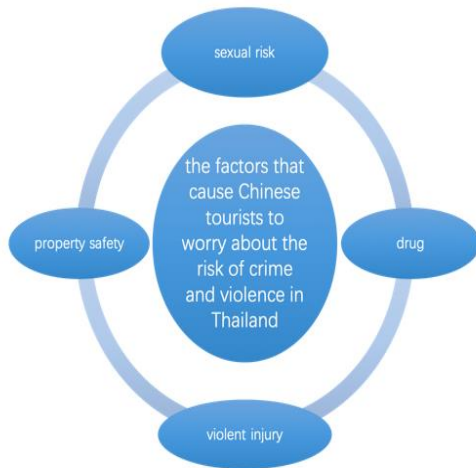 sexual risk
the factors that
cause Chinese
tourists to
worry about the
risk of crime
and violence in
Thailand
property safety
drug
violent injury